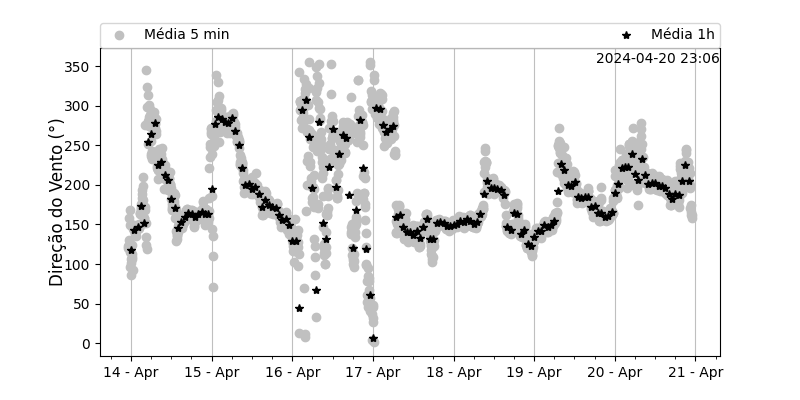 Média 5 min
Média 1h
2024-04-20 23:06
Direção do Vento (°)
350
300
250
200
150
100
50
0
14 - Apr
15 - Apr
16 - Apr
17 - Apr
18 - Apr
19 - Apr
20 - Apr
21 - Apr